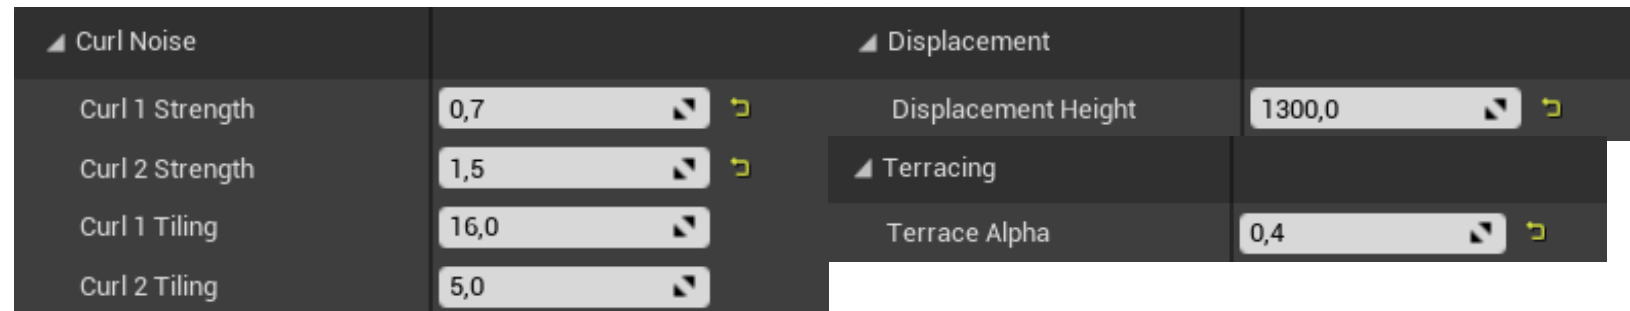 Curl Noise
Curl 1 Strength 0,7
Curl 2 Strength 1,5
Curl 1 Tiling 16,0
Curl 2 Tiling 5,0
Displacement
Displacement Height 1300,0
Terracing
Terrace Alpha 0,4